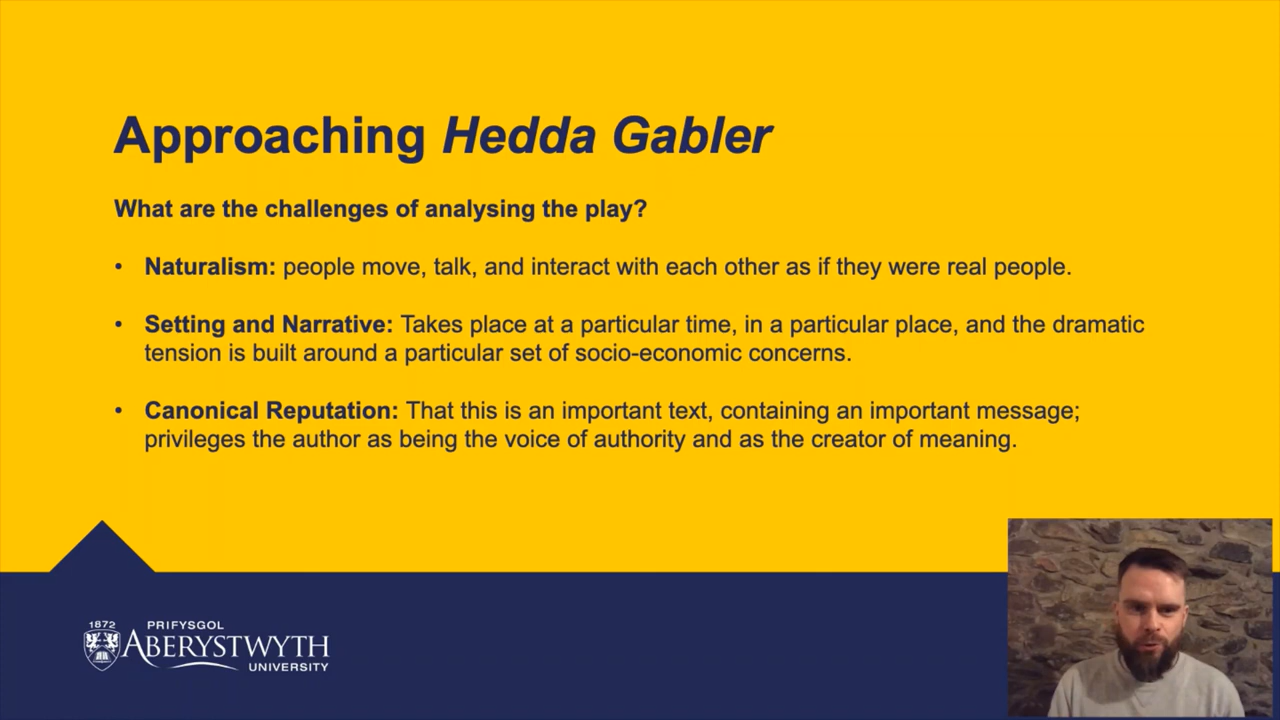 Approaching Hedda Gabler
What are the challenges of analysing the play?
• Naturalism: people move, talk, and interact with each other as if they were real people.
• Setting and Narrative: Takes place at a particular time, in a particular place, and the dramatic
tension is built around a particular set of socio-economic concerns.
• Canonical Reputation: That this is an important text, containing an important message;
privileges the author as being the voice of authority and as the creator of meaning.
1872
PRIFYSGOL
ABERYSTWYTH
UNIVERSITY